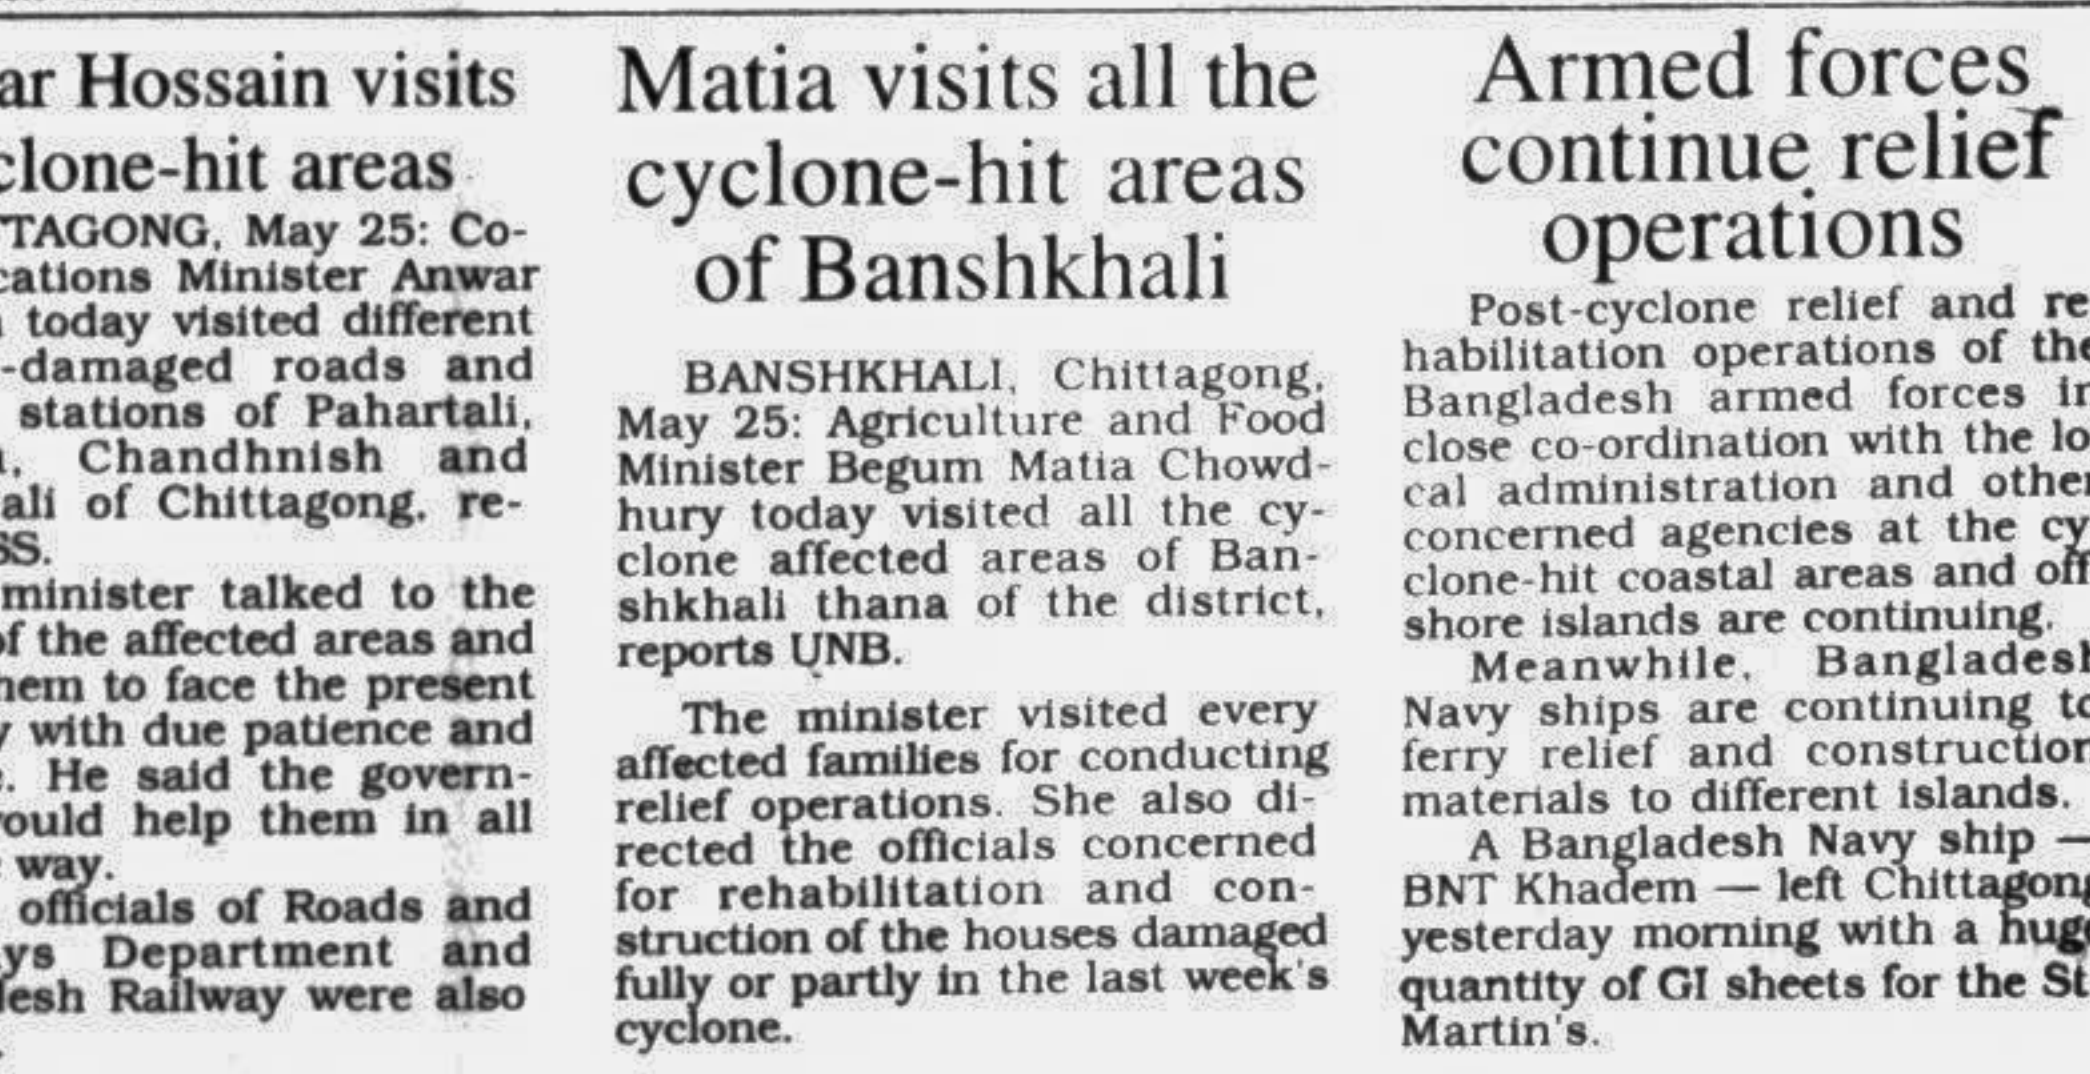 ar Hossain visits
clone-hit areas
TAGONG, May 25: Co-
cations Minister Anwar
today visited different
-damaged roads and
stations of Pahartali,
Chandhnish and
ali of Chittagong, re-
SS.
minister talked to the
of the affected areas and
hem to face the present
y with due patience and
. He said the govern-
ould help them in all
way.
officials of Roads and
ys Department and
desh Railway were also
Matia visits all the
cyclone-hit areas
of Banshkhali
BANSHKHALI, Chittagong,
May 25: Agriculture and Food
Minister Begum Matia Chowd-
hury today visited all the cy-
clone affected areas of Ban-
shkhali thana of the district,
reports UNB.
The minister visited every
affected families for conducting
relief operations. She also di-
rected the officials concerned
for rehabilitation and con-
struction of the houses damaged
fully or partly in the last week's
cyclone.
Armed forces
continue relief
operations
Post-cyclone relief and re
habilitation operations of the
Bangladesh armed forces in
close co-ordination with the lo
cal administration and other
concerned agencies at the cy
clone-hit coastal areas and off
shore islands are continuing.
Meanwhile, Bangladesh
Navy ships are continuing to
ferry relief and construction
materials to different islands.
A Bangladesh Navy ship —
BNT Khadem — left Chittagong
yesterday morning with a huge
quantity of GI sheets for the St
Martin's.